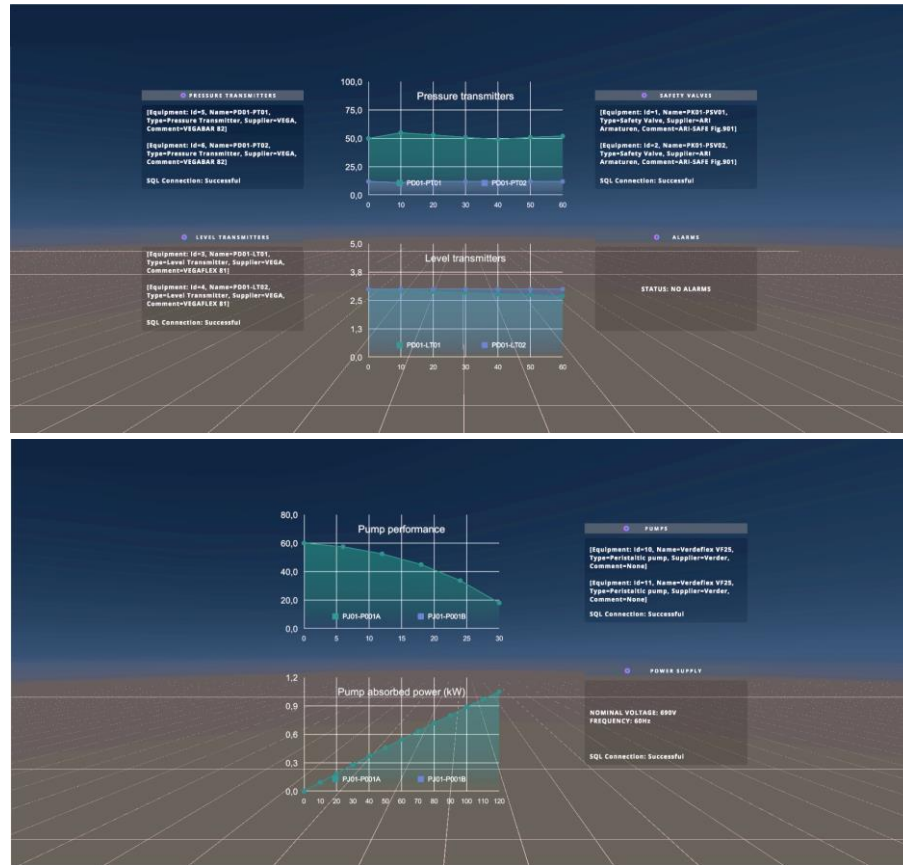 PRESSURE TRANSMITTERS
[Equipment: Id=5, Name=PD01-PT01,
Type=Pressure Transmitter, Supplier=VEGA,
Comment=VEGABAR 82]
[Equipment: Id=6, Name=PD01-PT02,
Type=Pressure Transmitter, Supplier=VEGA,
Comment=VEGABAR 82]
SQL Connection: Successful
Pressure transmitters
100,0
75,0
50,0
25,0
0,0
PD01-PT01 PD01-PT02
0 10 20 30 40 50 60
SAFETY VALVES
[Equipment: Id=1, Name=PK01-PSV01,
Type=Safety Valve, Supplier=ARI
Armaturen, Comment=ARI-SAFE Fig.901]
[Equipment: Id=2, Name=PK01-PSV02,
Type=Safety Valve, Supplier=ARI
Armaturen, Comment=ARI-SAFE Fig.901]
SQL Connection: Successful
LEVEL TRANSMITTERS
[Equipment: Id=3, Name=PD01-LT01,
Type=Level Transmitter, Supplier=VEGA,
Comment=VEGAFLEX 81]
[Equipment: Id=4, Name=PD01-LT02,
Type=Level Transmitter, Supplier=VEGA,
Comment=VEGAFLEX 81]
SQL Connection: Successful
Level transmitters
5,0
3,8
2,5
1,3
0,0
PD01-LT01 PD01-LT02
0 10 20 30 40 50 60
ALARMS
STATUS: NO ALARMS
Pump performance
80,0
60,0
40,0
20,0
0,0
PJ01-P001A PJ01-P001B
0 5 10 15 20 24 30
PUMPS
[Equipment: Id=10, Name=Verdeflex VF25,
Type=Peristaltic pump, Supplier=Verder,
Comment=None]
[Equipment: Id=11, Name=Verdeflex VF25,
Type=Peristaltic pump, Supplier=Verder,
Comment=None]
SQL Connection: Successful
Pump absorbed power (kW)
1,2
0,9
0,6
0,3
0,0
PJ01-P001A PJ01-P001B
0 10 20 30 40 50 60 70 80 90 100 110 120
POWER SUPPLY
NOMINAL VOLTAGE: 690V
FREQUENCY: 60Hz
SQL Connection: Successful